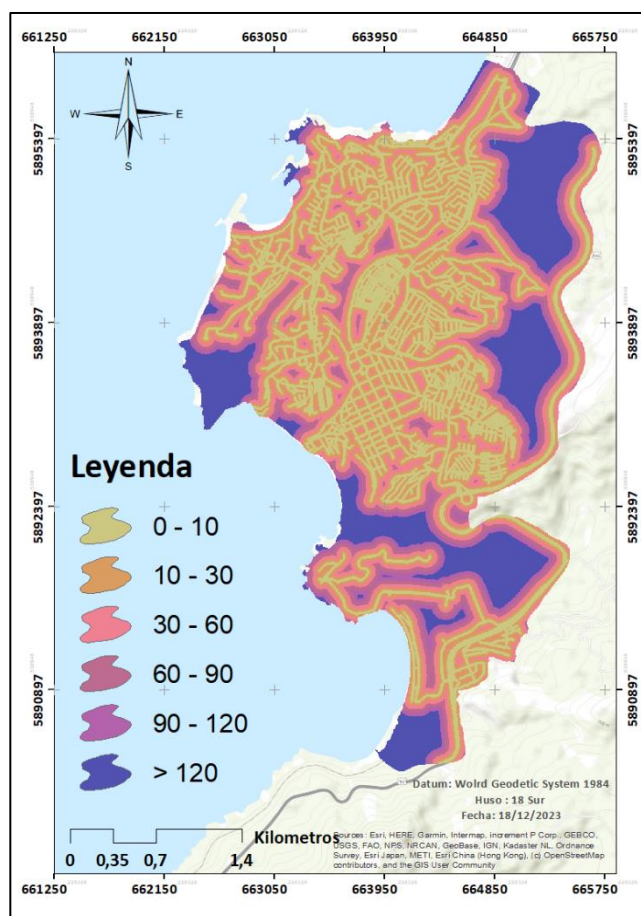 661250 662150 663050 663950 664850 665750
N
W E
S
5895397 5895397
5893897 5893897
5892397 5892397
5890897 5890897
Leyenda
0 - 10
10 - 30
30 - 60
60 - 90
90 - 120
> 120
Datum: Wolrd Geodetic System 1984
Huso : 18 Sur
Fecha: 18/12/2023
Kilometros
0 0,35 0,7 1,4
Sources: Esri, HERE, Garmin, Intermap, increment P Corp., GEBCO,
USGS, FAO, NPS, NRCAN, GeoBase, IGN, Kadaster NL, Ordnance
Survey, Esri Japan, METI, Esri China (Hong Kong), (c) OpenStreetMap
contributors, and the GIS User Community
661250 662150 663050 663950 664850 665750